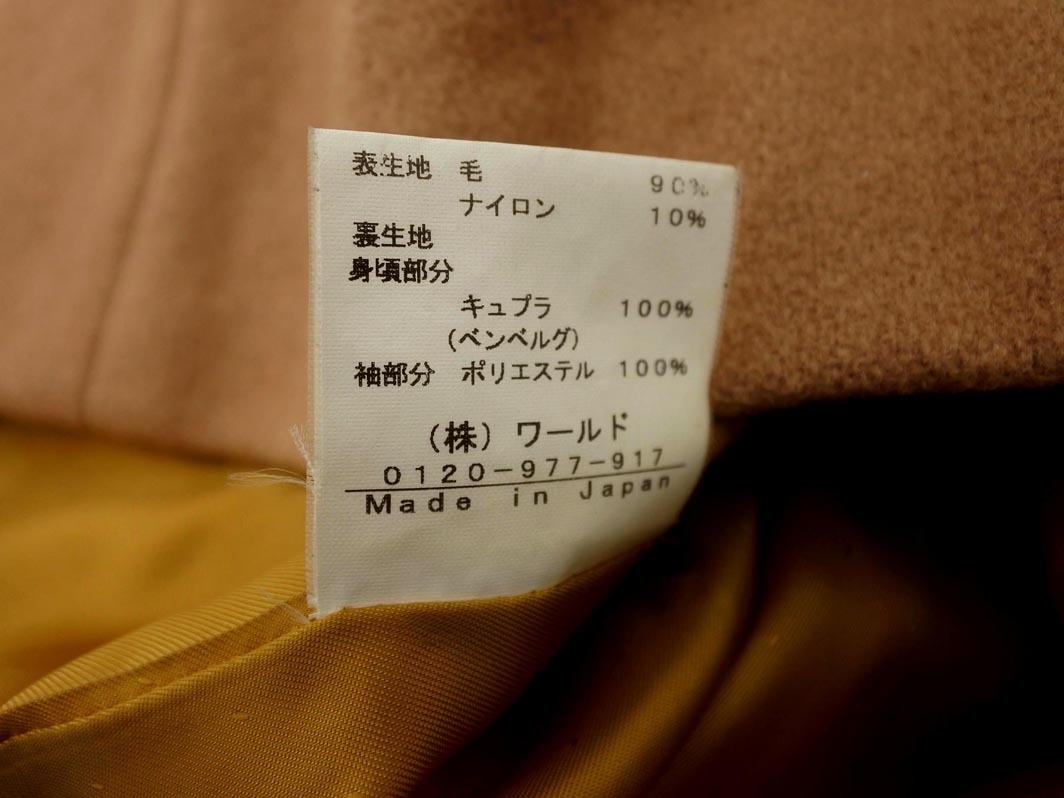 表生地 毛 90%
ナイロン 10%
裏生地
身頃部分
キュプラ 100%
(ベンベルグ)
袖部分 ポリエステル 100%
(株)ワールド
0120-977-917
Made in Japan